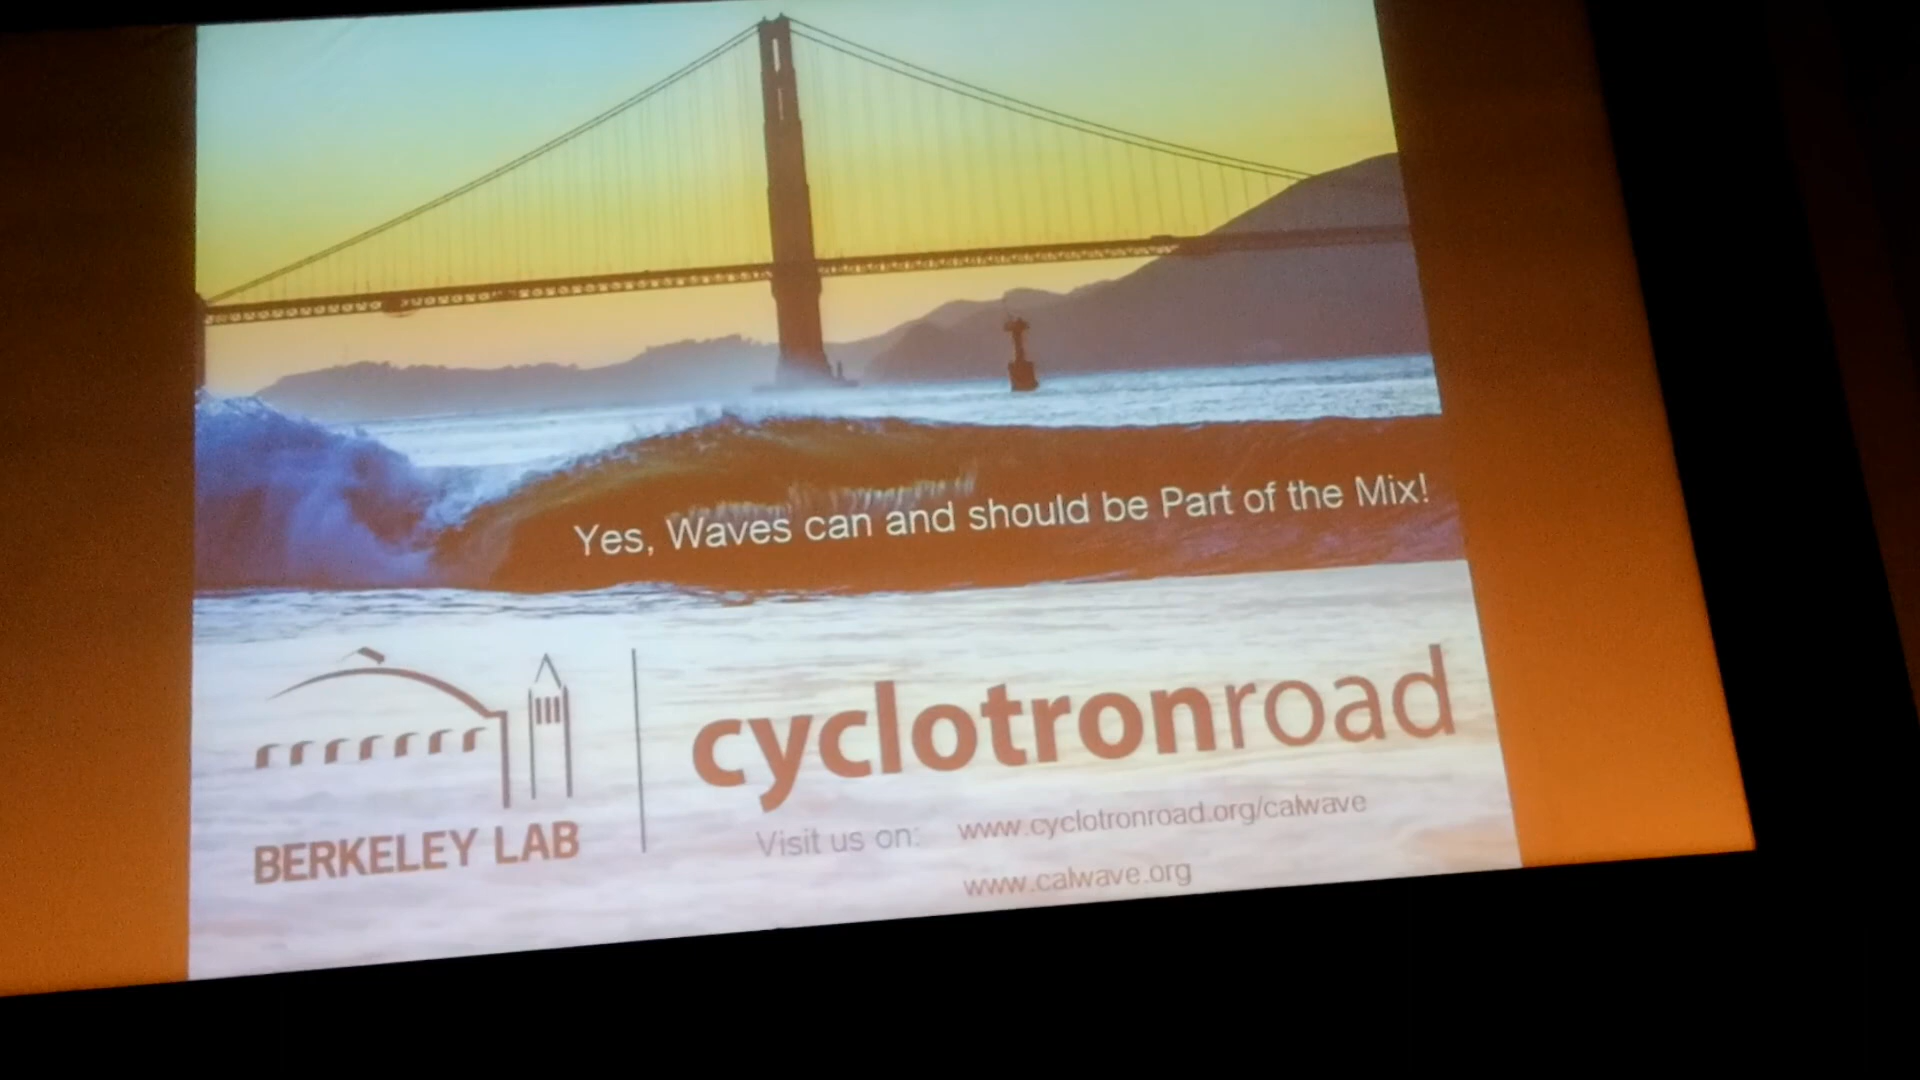 Yes, Waves can and should be Part of the Mix!
BERKELEY LAB
cyclotronroad
Visit us on: www.cyclotronroad.org/calwave
www.calwave.org